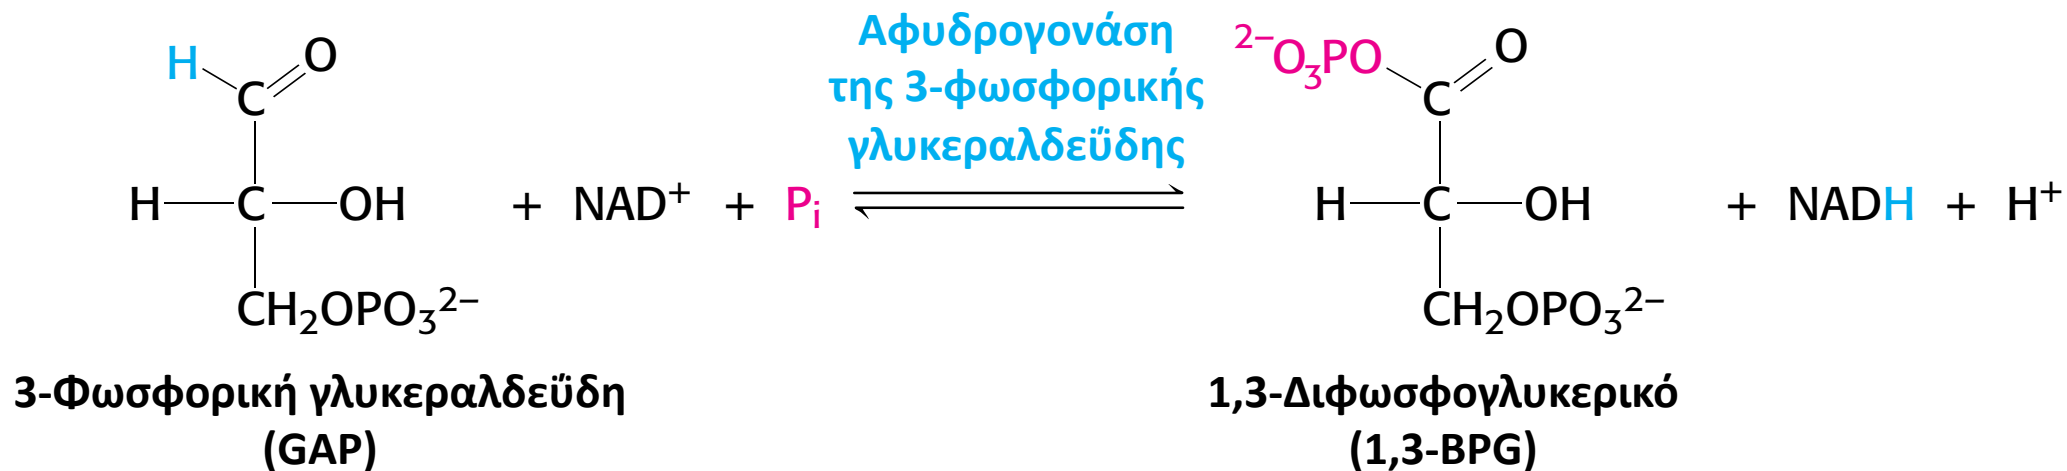 H
C
O
H
C
OH
CH₂OPO₃²⁻
3-Φωσφορική γλυκεραλδεΰδη
(GAP)
+ NAD⁺ + Pᵢ
Αφυδρογονάση
της 3-φωσφορικής
γλυκεραλδεΰδης
²⁻O₃PO
C
O
H
C
OH
CH₂OPO₃²⁻
1,3-Διφωσφογλυκερικό
(1,3-BPG)
+ NADH + H⁺